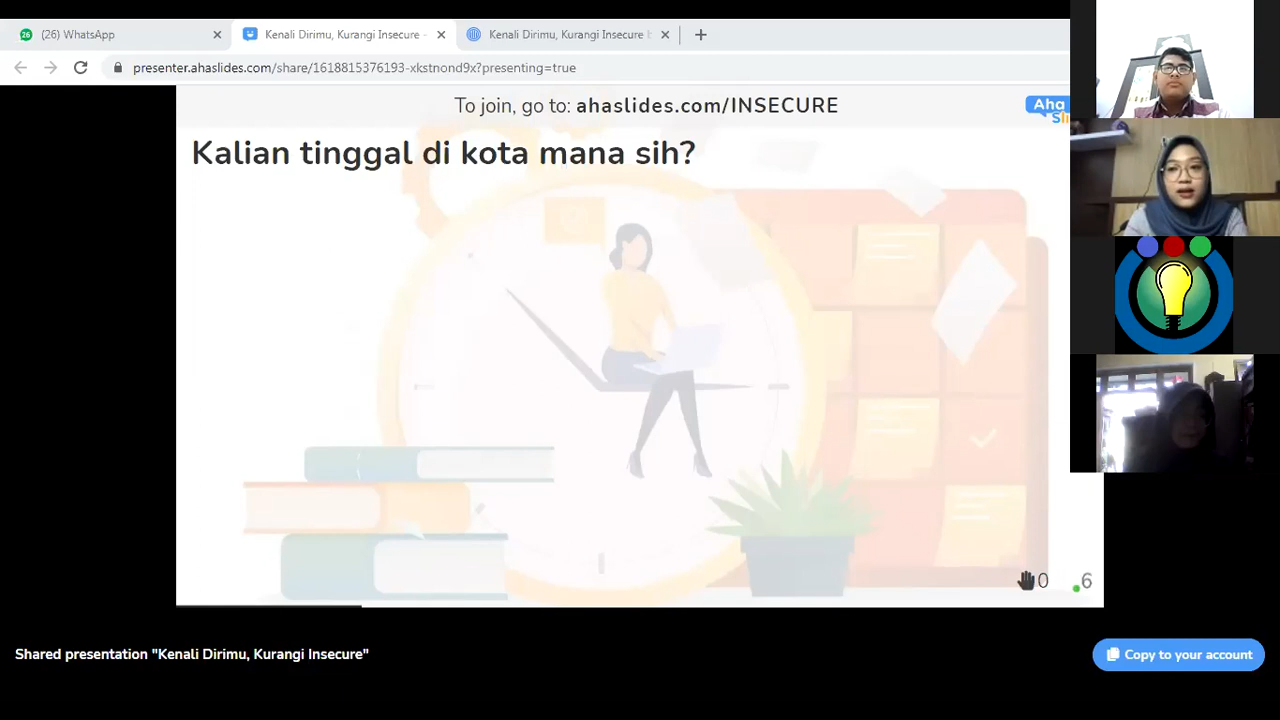 (26) WhatsApp
Kenali Dirimu, Kurangi Insecure -
Kenali Dirimu, Kurangi Insecure
presenter.ahaslides.com/share/1618815376193-xkstnond9x?presenting=true
To join, go to: ahaslides.com/INSECURE
Aha
Kalian tinggal di kota mana sih?
0
6
Shared presentation "Kenali Dirimu, Kurangi Insecure"
Copy to your account